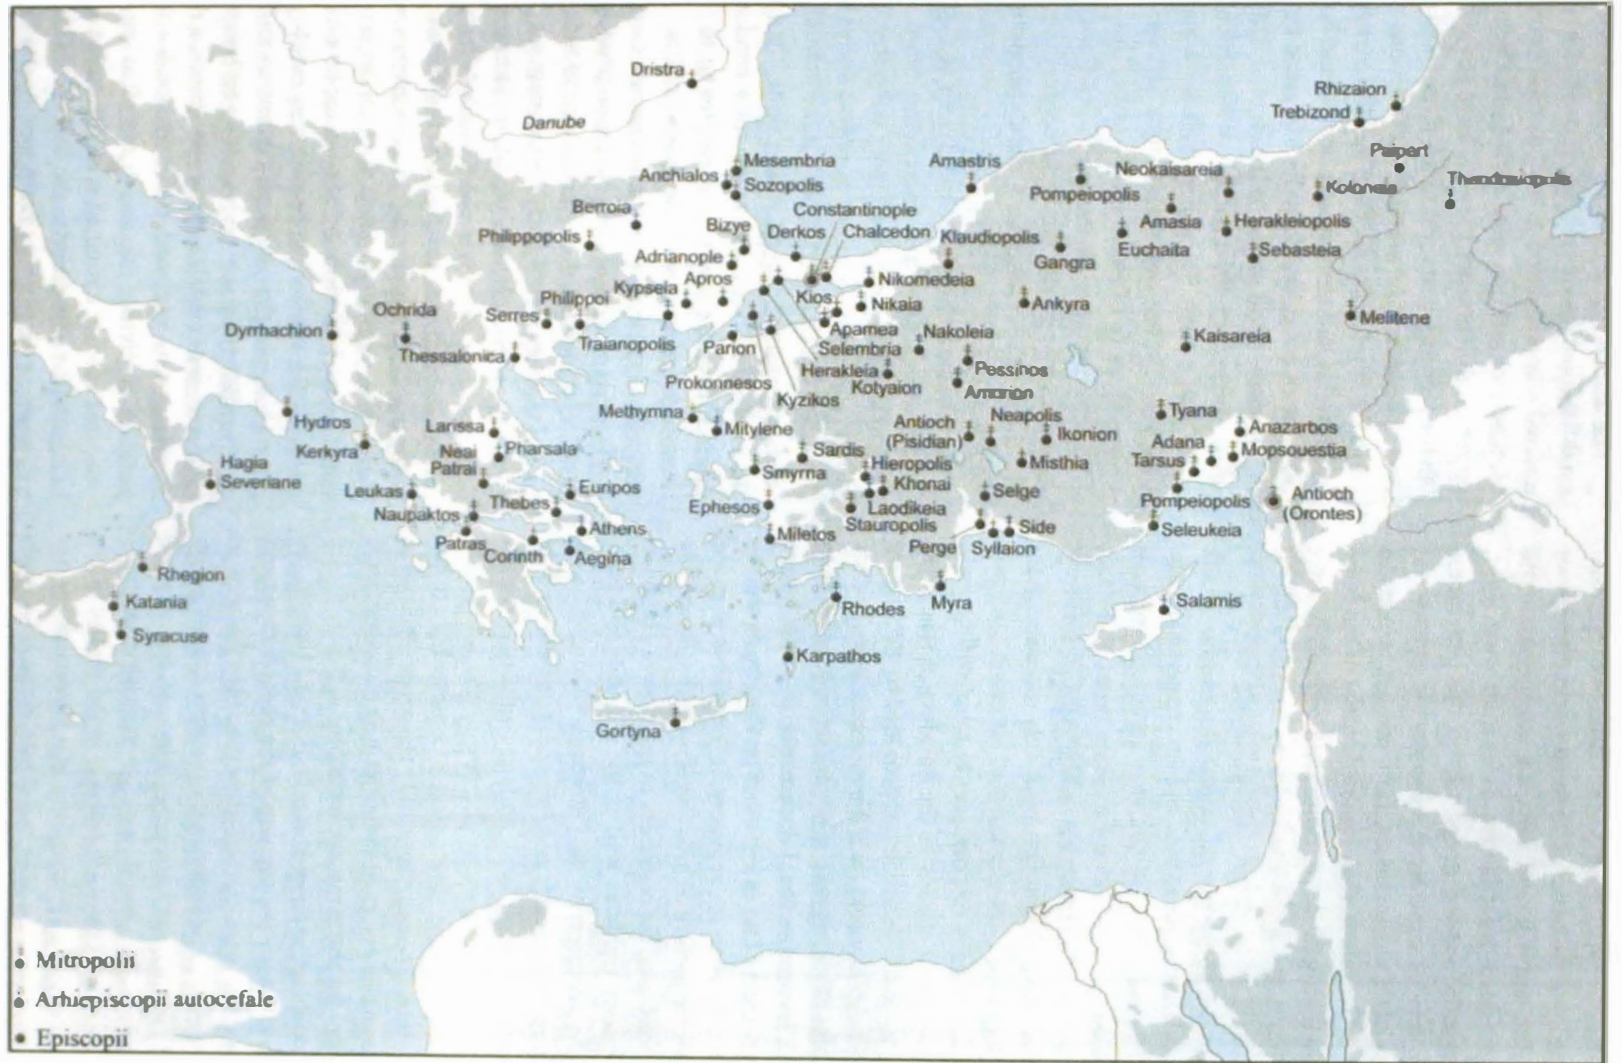 Dristra
Danube
Rhizaion
Trebizond
Paipert
Mesembria
Anchialos
Sozopolis
Amastris
Neokaisareia
Pompeiopolis
Koloneia
Theodosiopolis
Berroia
Constantinople
Bizye
Derkos
Chalcedon
Amasia
Herakleiopolis
Philippopolis
Klaudiopolis
Gangra
Euchaita
Sebasteia
Adrianople
Apros
Kypsela
Philippoi
Kios
Nikomedeia
Nikaia
Ankyra
Ochrida
Serres
Dyrrhachion
Thessalonica
Traianopolis
Parion
Apamea
Selembria
Nakoleia
Kaisareia
Melitene
Herakleia
Kotyaion
Pessinos
Amorion
Prokonnesos
Kyzikos
Hydros
Methymna
Mitylene
Antioch
(Pisidian)
Neapolis
Ikonion
Tyana
Anazarbos
Larissa
Kerkyra
Neai
Patrai
Pharsala
Sardis
Misthia
Adana
Tarsus
Mopsouestia
Hagia
Severiane
Smyrna
Hieropolis
Khonai
Leukas
Thebes
Euripos
Selge
Pompeiopolis
Antioch
(Orontes)
Naupaktos
Ephesos
Laodikeia
Stauropolis
Patras
Corinth
Athens
Aegina
Miletos
Perge
Syllaion
Side
Seleukeia
Rhegion
Katania
Syracuse
Rhodes
Myra
Salamis
Karpathos
Gortyna
Mitropolii
Arhiepiscopii autocefale
Episcopii